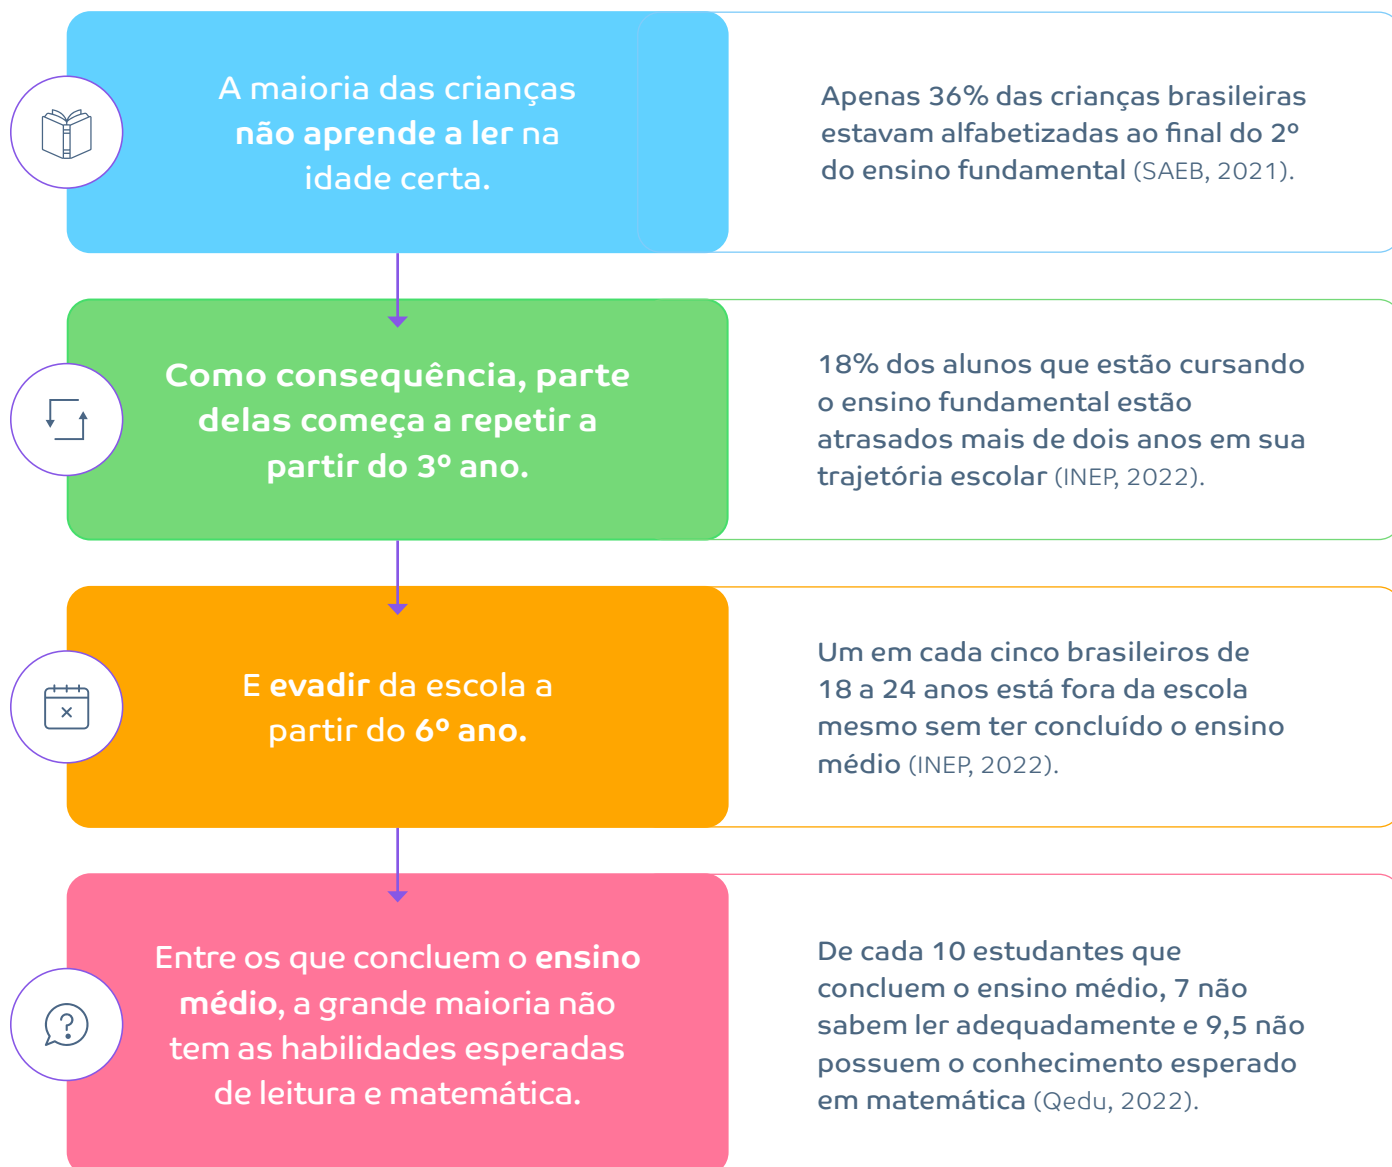 A maioria das crianças
não aprende a ler na
idade certa.
Apenas 36% das crianças brasileiras
estavam alfabetizadas ao final do 2º
do ensino fundamental (SAEB, 2021).
Como consequência, parte
delas começa a repetir a
partir do 3º ano.
18% dos alunos que estão cursando
o ensino fundamental estão
atrasados mais de dois anos em sua
trajetória escolar (INEP, 2022).
E evadir da escola a
partir do 6º ano.
Um em cada cinco brasileiros de
18 a 24 anos está fora da escola
mesmo sem ter concluído o ensino
médio (INEP, 2022).
Entre os que concluem o ensino
médio, a grande maioria não
tem as habilidades esperadas
de leitura e matemática.
De cada 10 estudantes que
concluem o ensino médio, 7 não
sabem ler adequadamente e 9,5 não
possuem o conhecimento esperado
em matemática (Qedu, 2022).